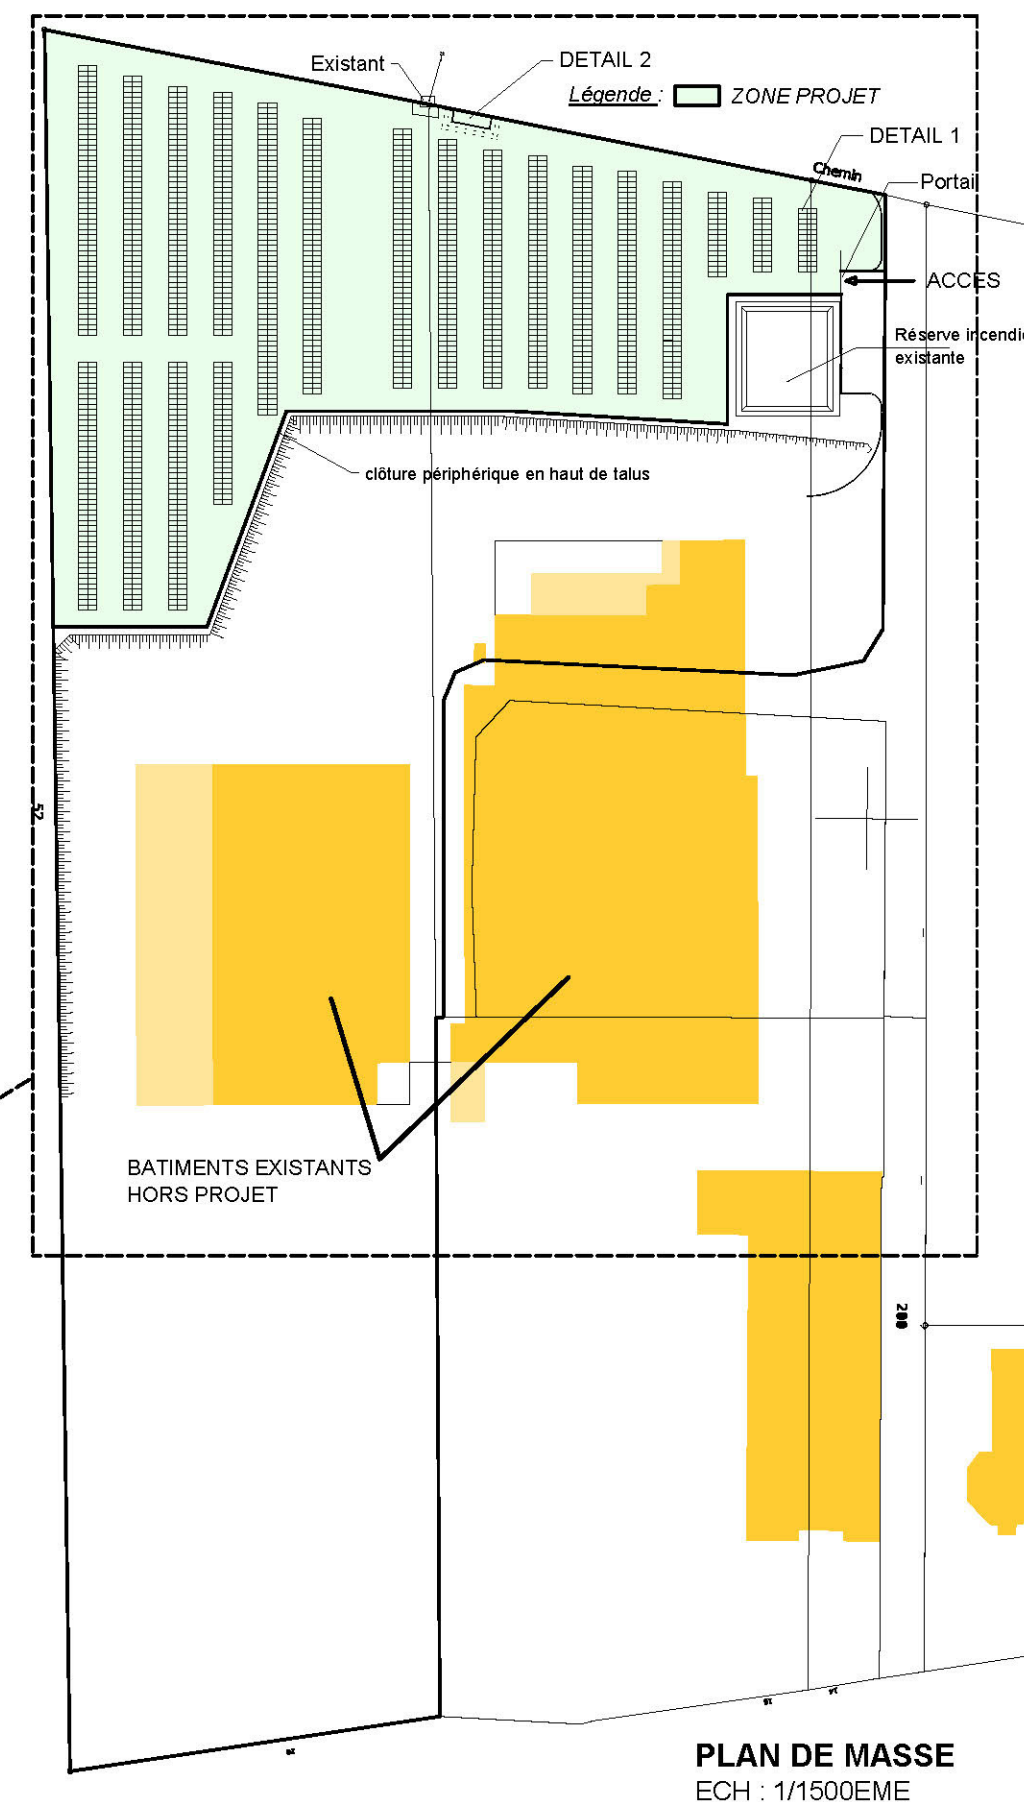 Existant
DETAIL 2
Légende :
ZONE PROJET
DETAIL 1
Chemin
Portail
ACCES
Réserve incendie
existante
clôture périphérique en haut de talus
52
BATIMENTS EXISTANTS
HORS PROJET
200
PLAN DE MASSE
ECH : 1/1500EME